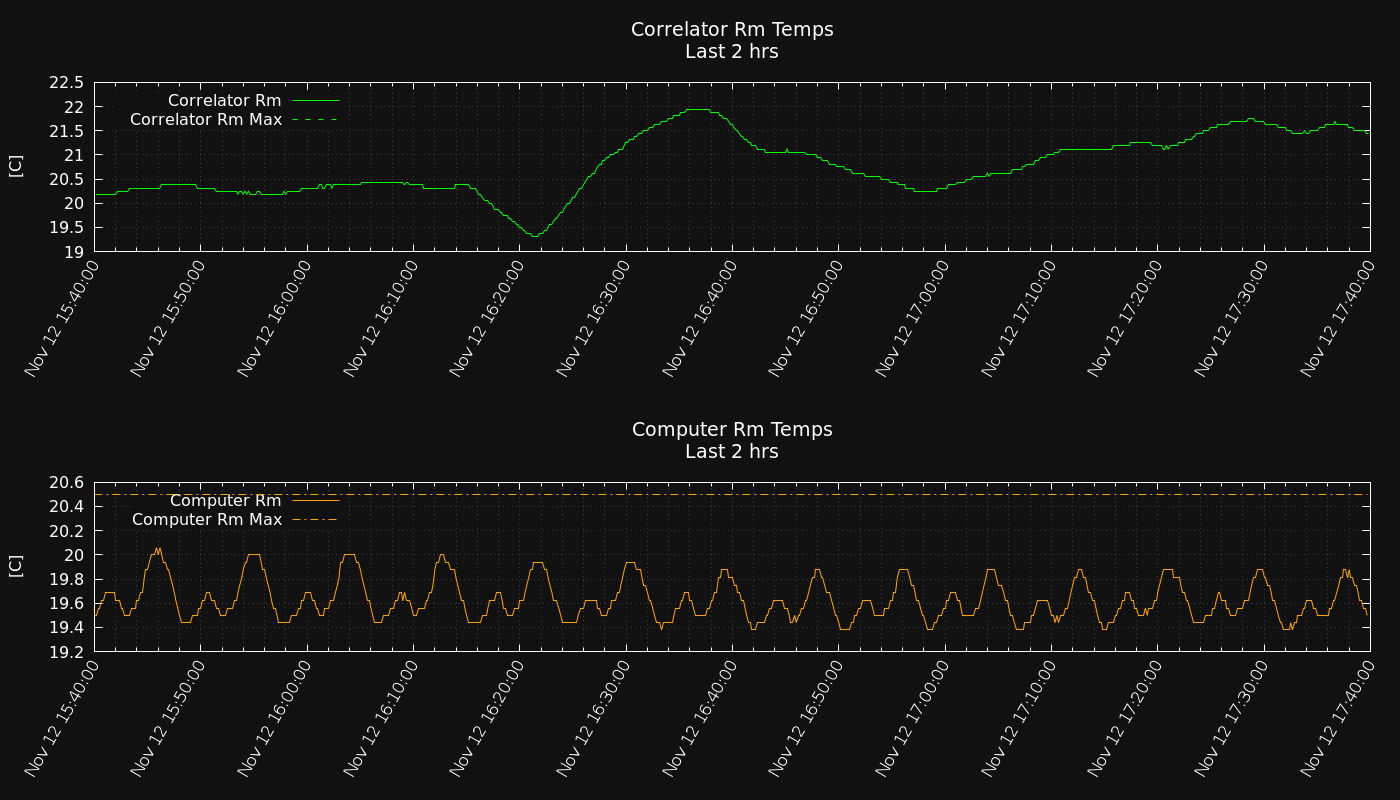 Correlator Rm Temps
Last 2 hrs
22.5
22
21.5
21
20.5
20
19.5
19
[C]
Correlator Rm
Correlator Rm Max
Nov 12 15:40:00
Nov 12 15:50:00
Nov 12 16:00:00
Nov 12 16:10:00
Nov 12 16:20:00
Nov 12 16:30:00
Nov 12 16:40:00
Nov 12 16:50:00
Nov 12 17:00:00
Nov 12 17:10:00
Nov 12 17:20:00
Nov 12 17:30:00
Nov 12 17:40:00
Computer Rm Temps
Last 2 hrs
20.6
20.4
20.2
20
19.8
19.6
19.4
19.2
[C]
Computer Rm
Computer Rm Max
Nov 12 15:40:00
Nov 12 15:50:00
Nov 12 16:00:00
Nov 12 16:10:00
Nov 12 16:20:00
Nov 12 16:30:00
Nov 12 16:40:00
Nov 12 16:50:00
Nov 12 17:00:00
Nov 12 17:10:00
Nov 12 17:20:00
Nov 12 17:30:00
Nov 12 17:40:00